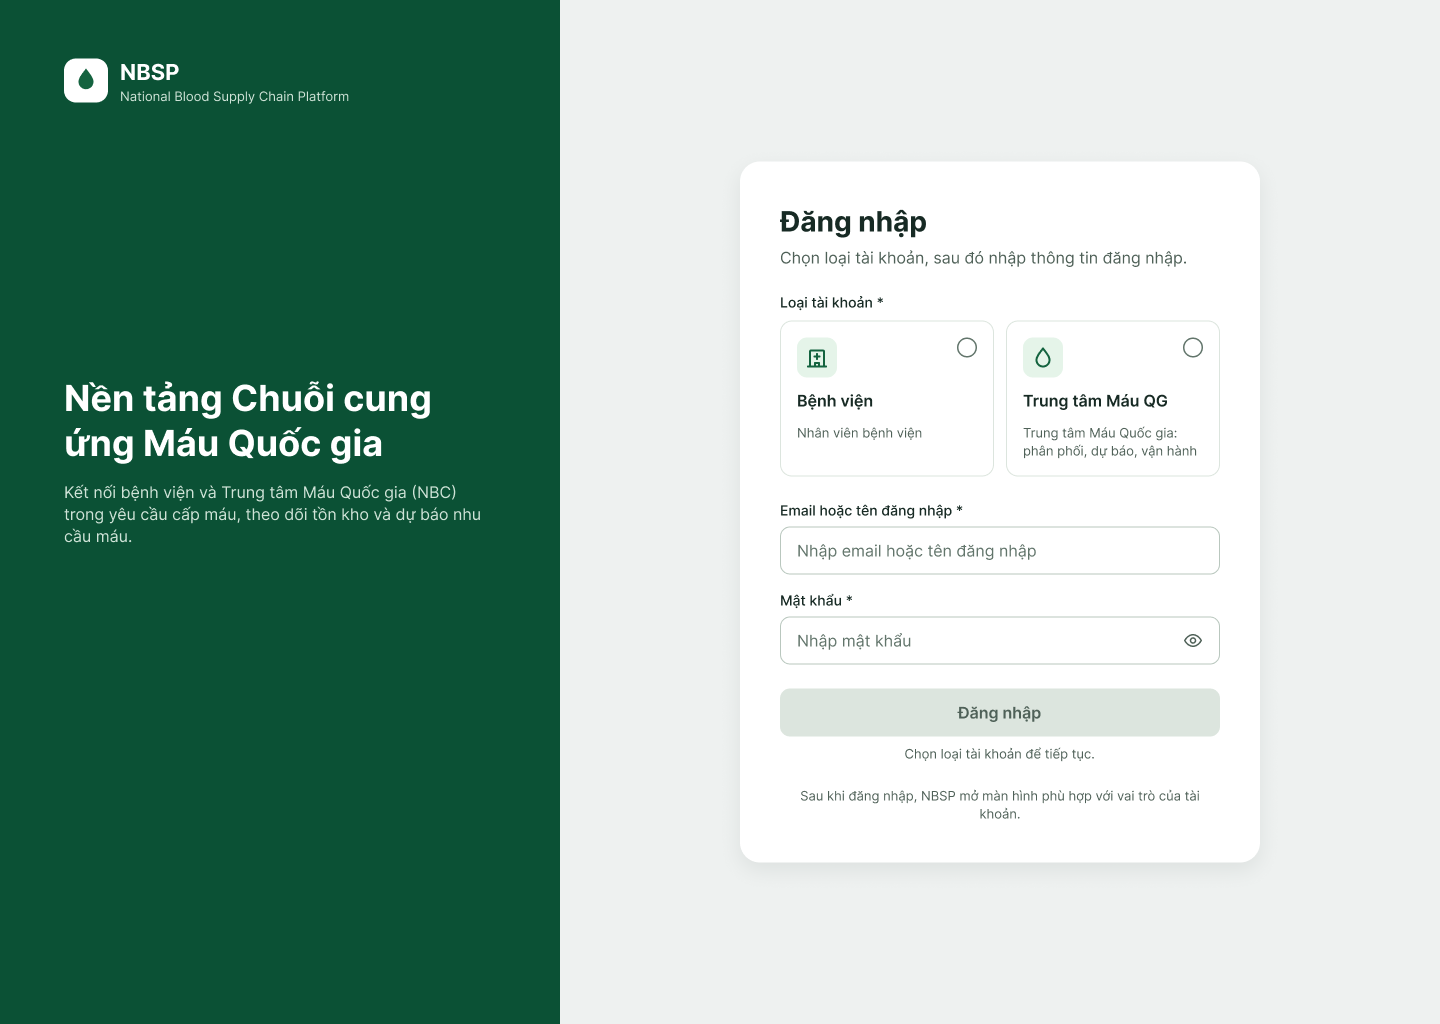 NBSP
National Blood Supply Chain Platform
Nền tảng Chuỗi cung
ứng Máu Quốc gia
Kết nối bệnh viện và Trung tâm Máu Quốc gia (NBC)
trong yêu cầu cấp máu, theo dõi tồn kho và dự báo nhu
cầu máu.
Đăng nhập
Chọn loại tài khoản, sau đó nhập thông tin đăng nhập.
Loại tài khoản *
Bệnh viện
Nhân viên bệnh viện
Trung tâm Máu QG
Trung tâm Máu Quốc gia:
phân phối, dự báo, vận hành
Email hoặc tên đăng nhập *
Nhập email hoặc tên đăng nhập
Mật khẩu *
Nhập mật khẩu
Đăng nhập
Chọn loại tài khoản để tiếp tục.
Sau khi đăng nhập, NBSP mở màn hình phù hợp với vai trò của tài
khoản.